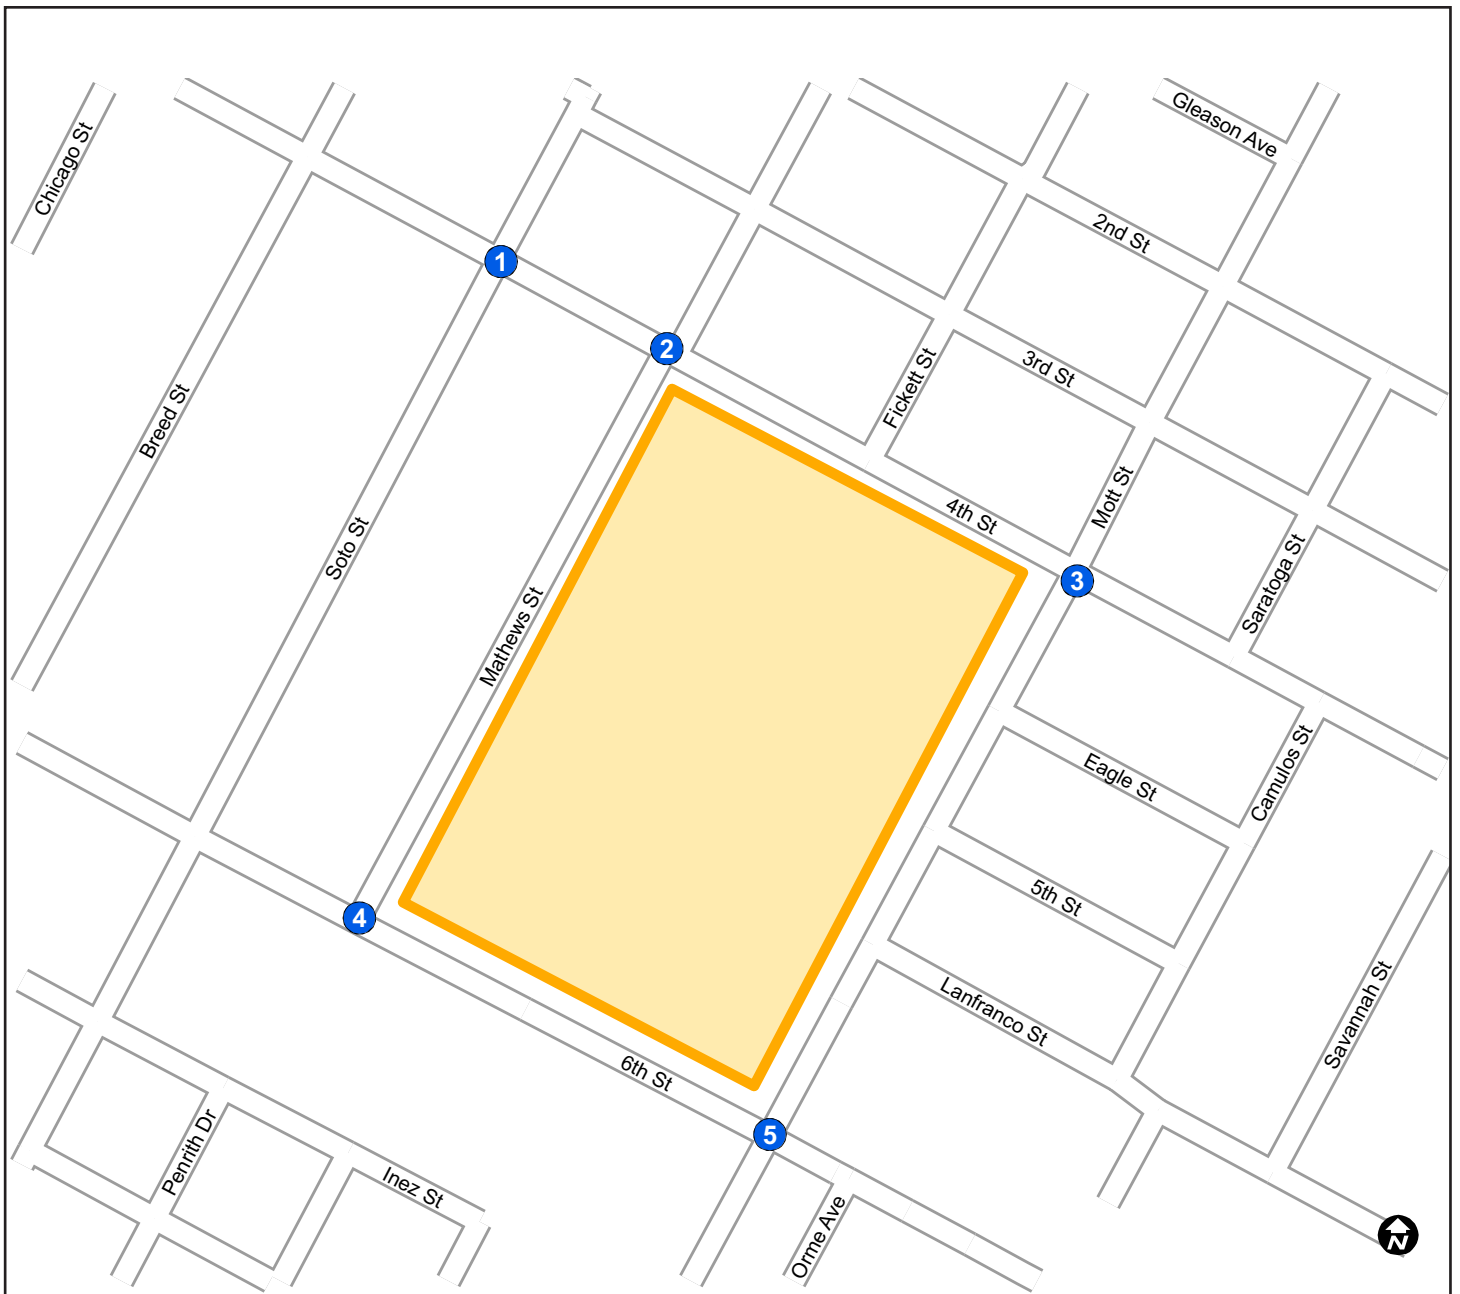 Gleason Ave
Chicago St
2nd St
1
2
3rd St
Fickett St
Breed St
Mott St
4th St
Soto St
3
Saratoga St
Mathews St
Eagle St
Camulos St
5th St
4
Lanfranco St
Savannah St
6th St
5
Penrith Dr
Inez St
Orme Ave
N